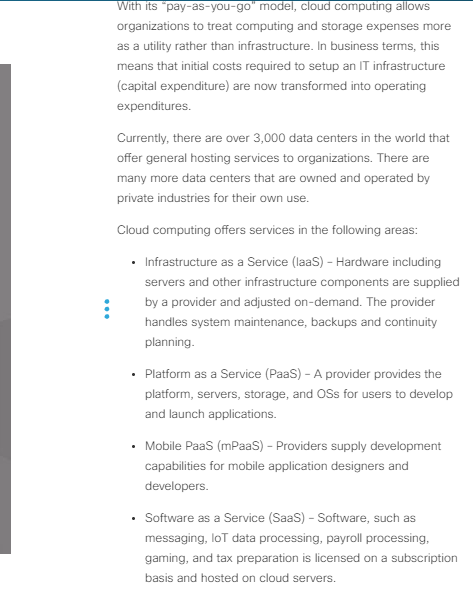 With its "pay-as-you-go" model, cloud computing allows
organizations to treat computing and storage expenses more
as a utility rather than infrastructure. In business terms, this
means that initial costs required to setup an IT infrastructure
(capital expenditure) are now transformed into operating
expenditures.
Currently, there are over 3,000 data centers in the world that
offer general hosting services to organizations. There are
many more data centers that are owned and operated by
private industries for their own use.
Cloud computing offers services in the following areas:
• Infrastructure as a Service (IaaS) – Hardware including
servers and other infrastructure components are supplied
by a provider and adjusted on-demand. The provider
handles system maintenance, backups and continuity
planning.
• Platform as a Service (PaaS) – A provider provides the
platform, servers, storage, and OSs for users to develop
and launch applications.
• Mobile PaaS (mPaaS) – Providers supply development
capabilities for mobile application designers and
developers.
• Software as a Service (SaaS) – Software, such as
messaging, IoT data processing, payroll processing,
gaming, and tax preparation is licensed on a subscription
basis and hosted on cloud servers.